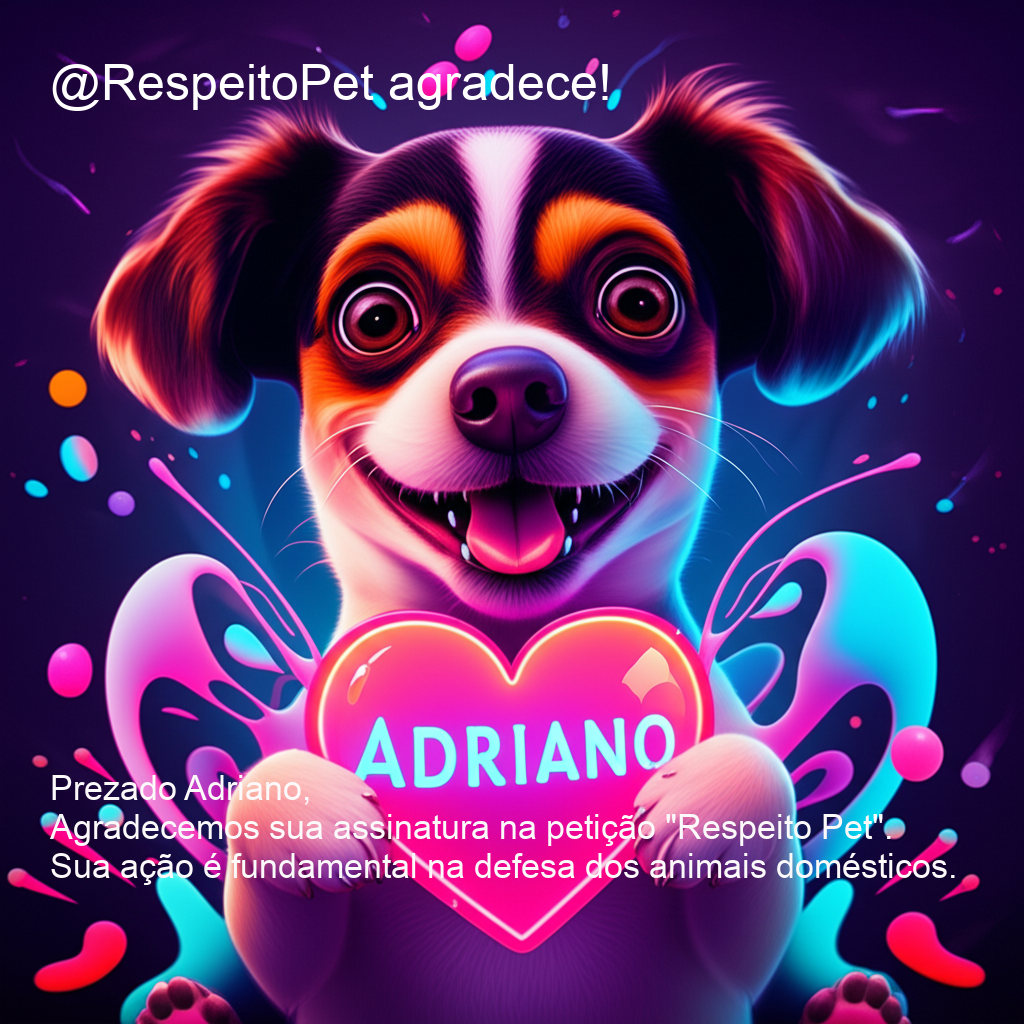 @RespeitoPet agradece!
ADRIANO
Prezado Adriano,
Agradecemos sua assinatura na petição "Respeito Pet".
Sua ação é fundamental na defesa dos animais domésticos.